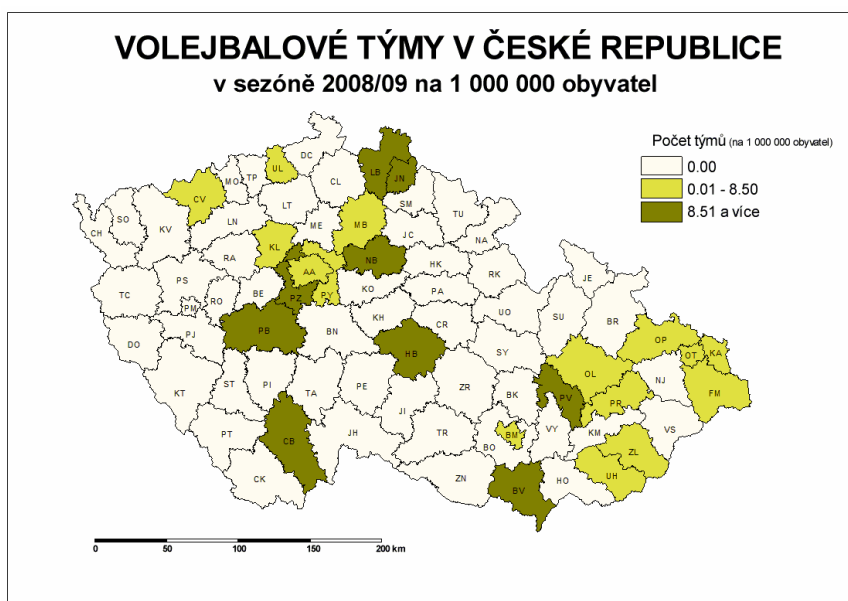 VOLEJBALOVÉ TÝMY V ČESKÉ REPUBLICE
v sezóně 2008/09 na 1 000 000 obyvatel
Počet týmů (na 1 000 000 obyvatel)
0.00
0.01 - 8.50
8.51 a více
DC
UL
TP
MO
CV
LB
JN
CL
LT
SM
SO
CH
KV
LN
ME
MB
JC
TU
NA
KL
RA
AA
NB
HK
RK
JE
TC
PS
RO
BE
PZ
PY
KO
PA
PM
UO
SU
BR
DO
PJ
PB
BN
KH
CR
HB
SY
OP
OT
KA
OL
NJ
FM
KT
ST
PI
TA
PE
ZR
BK
PV
PR
JI
PT
CB
JH
TR
BO
BM
VY
KM
VS
ZL
CK
ZN
BV
HO
UH
0
50
100
150
200 km